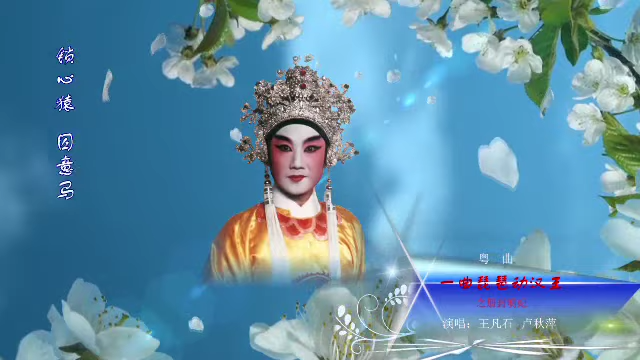 锁心猿 囚意马
粤 曲
一曲琵琶动汉王
演唱：王凡石 卢秋萍